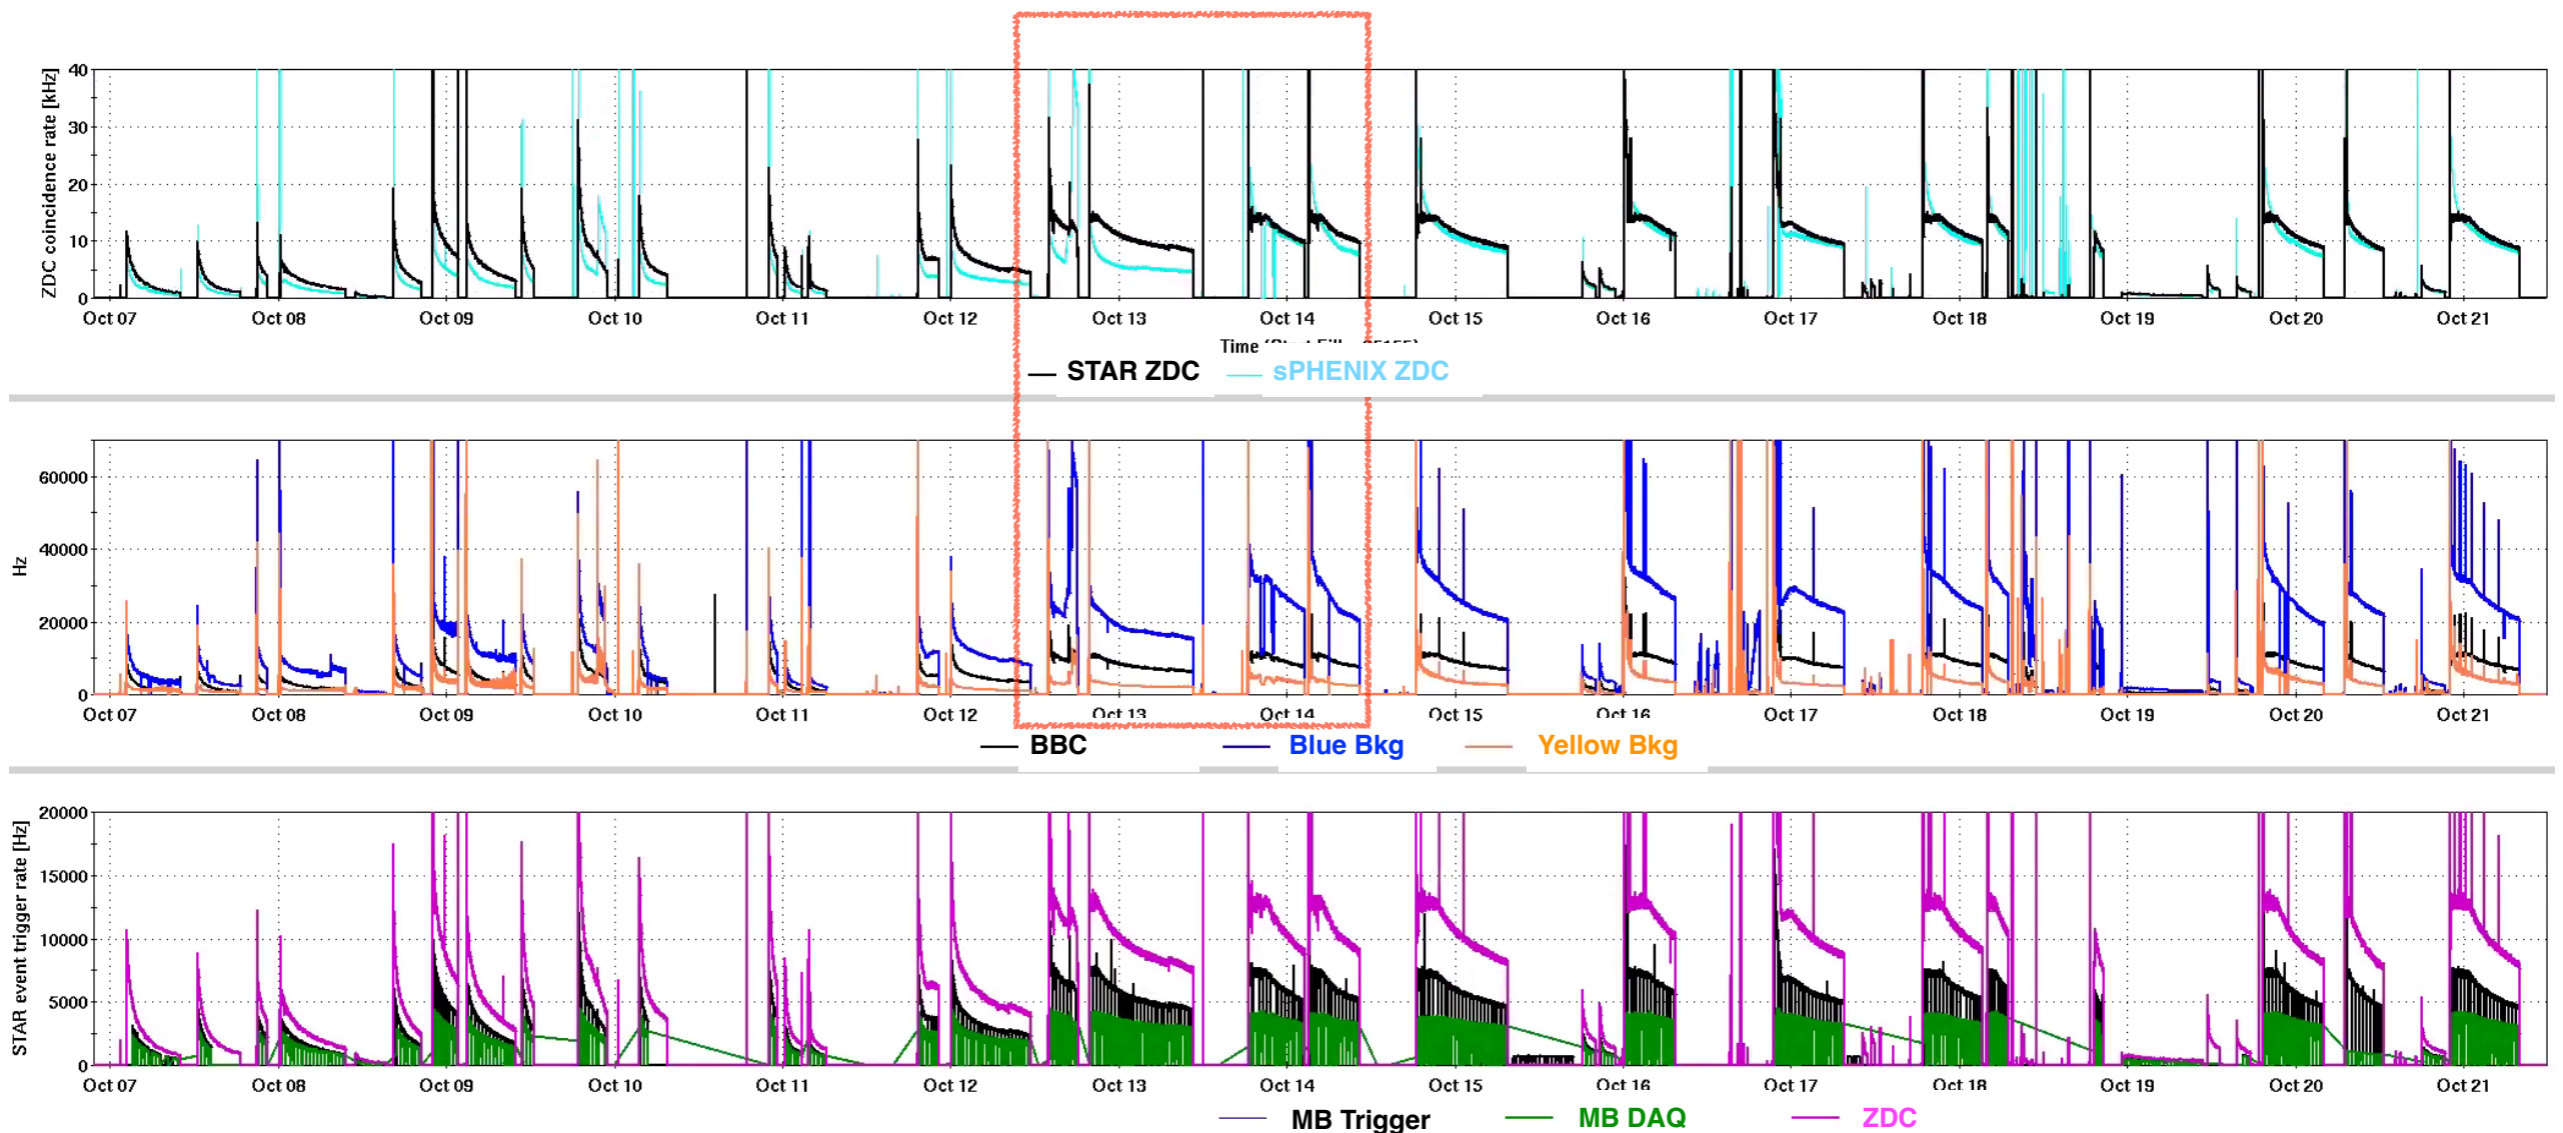 ZDC coincidence rate [kHz]
40
30
20
10
0
Oct 07 Oct 08 Oct 09 Oct 10 Oct 11 Oct 12 Oct 13 Oct 14 Oct 15 Oct 16 Oct 17 Oct 18 Oct 19 Oct 20 Oct 21
Time
STAR ZDC sPHENIX ZDC
Hz
60000
40000
20000
0
Oct 07 Oct 08 Oct 09 Oct 10 Oct 11 Oct 12 Oct 13 Oct 14 Oct 15 Oct 16 Oct 17 Oct 18 Oct 19 Oct 20 Oct 21
BBC Blue Bkg Yellow Bkg
STAR event trigger rate [Hz]
20000
15000
10000
5000
0
Oct 07 Oct 08 Oct 09 Oct 10 Oct 11 Oct 12 Oct 13 Oct 14 Oct 15 Oct 16 Oct 17 Oct 18 Oct 19 Oct 20 Oct 21
MB Trigger MB DAQ ZDC